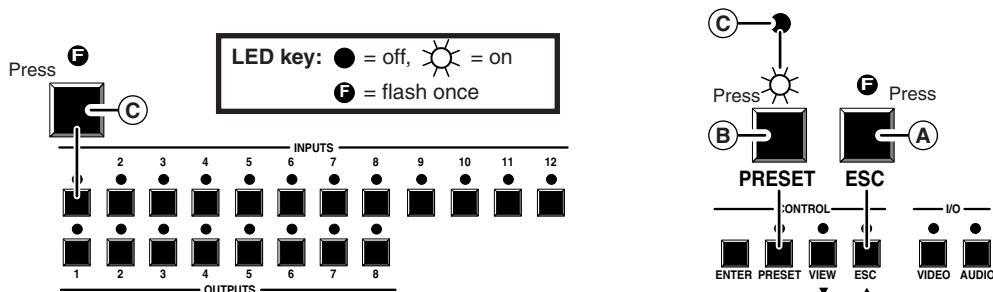 F
Press
C
LED key: = off, = on
F = flash once
INPUTS
2 3 4 5 6 7 8 9 10 11 12
1 2 3 4 5 6 7 8
OUTPUTS
C
F
Press
Press
B
A
PRESET
ESC
CONTROL
I/O
ENTER PRESET VIEW ESC
VIDEO AUDIO